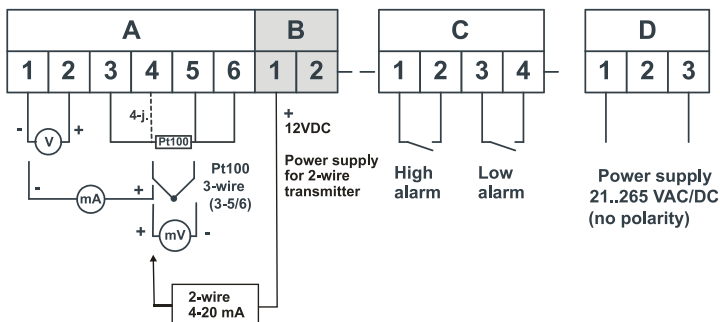 A B C D
1 2 3 4 5 6 1 2 1 2 3 4 1 2 3
4-j.
+
12VDC
- V +
Pt100
Power supply
for 2-wire
transmitter
Pt100
3-wire
(3-5/6)
- mA +
+ mV -
High
alarm
Low
alarm
Power supply
21..265 VAC/DC
(no polarity)
2-wire
4-20 mA